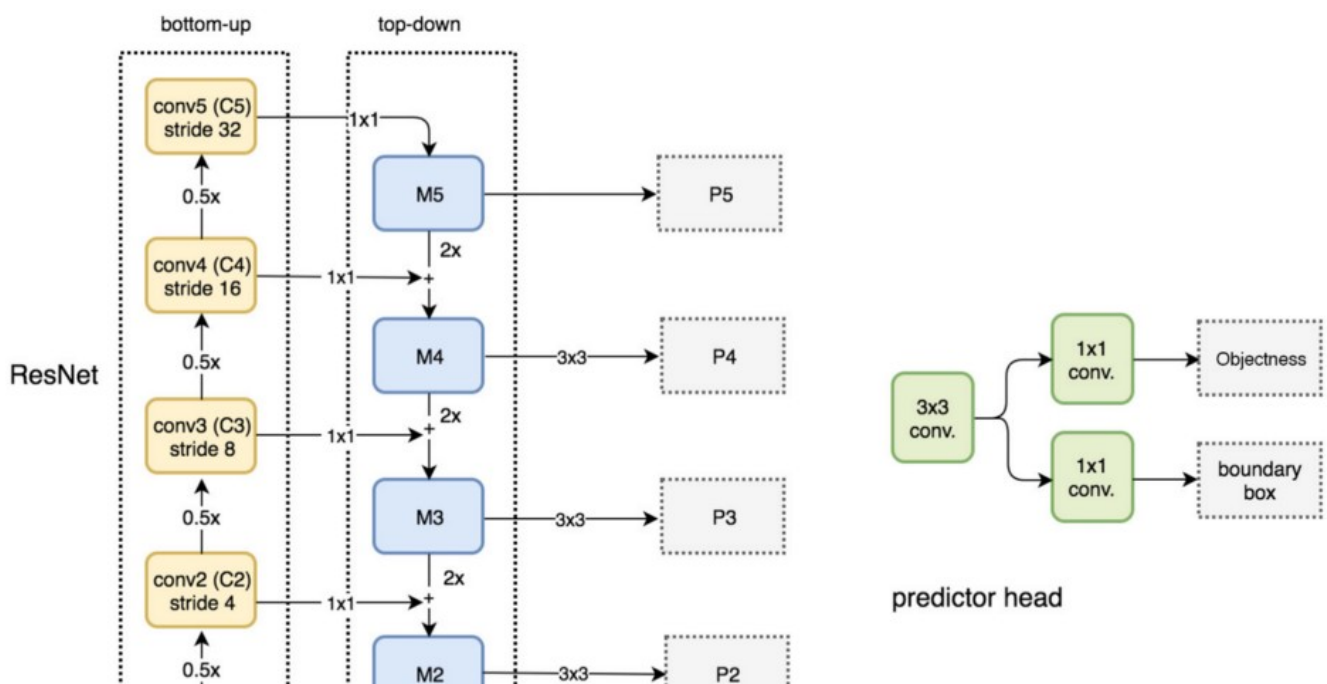 bottom-up
top-down
conv5 (C5)
stride 32
1x1
M5
P5
0.5x
2x
conv4 (C4)
stride 16
1x1
+
M4
3x3
P4
0.5x
2x
conv3 (C3)
stride 8
1x1
+
M3
3x3
P3
0.5x
2x
conv2 (C2)
stride 4
1x1
+
M2
3x3
P2
0.5x
ResNet
3x3
conv.
1x1
conv.
Objectness
1x1
conv.
boundary
box
predictor head